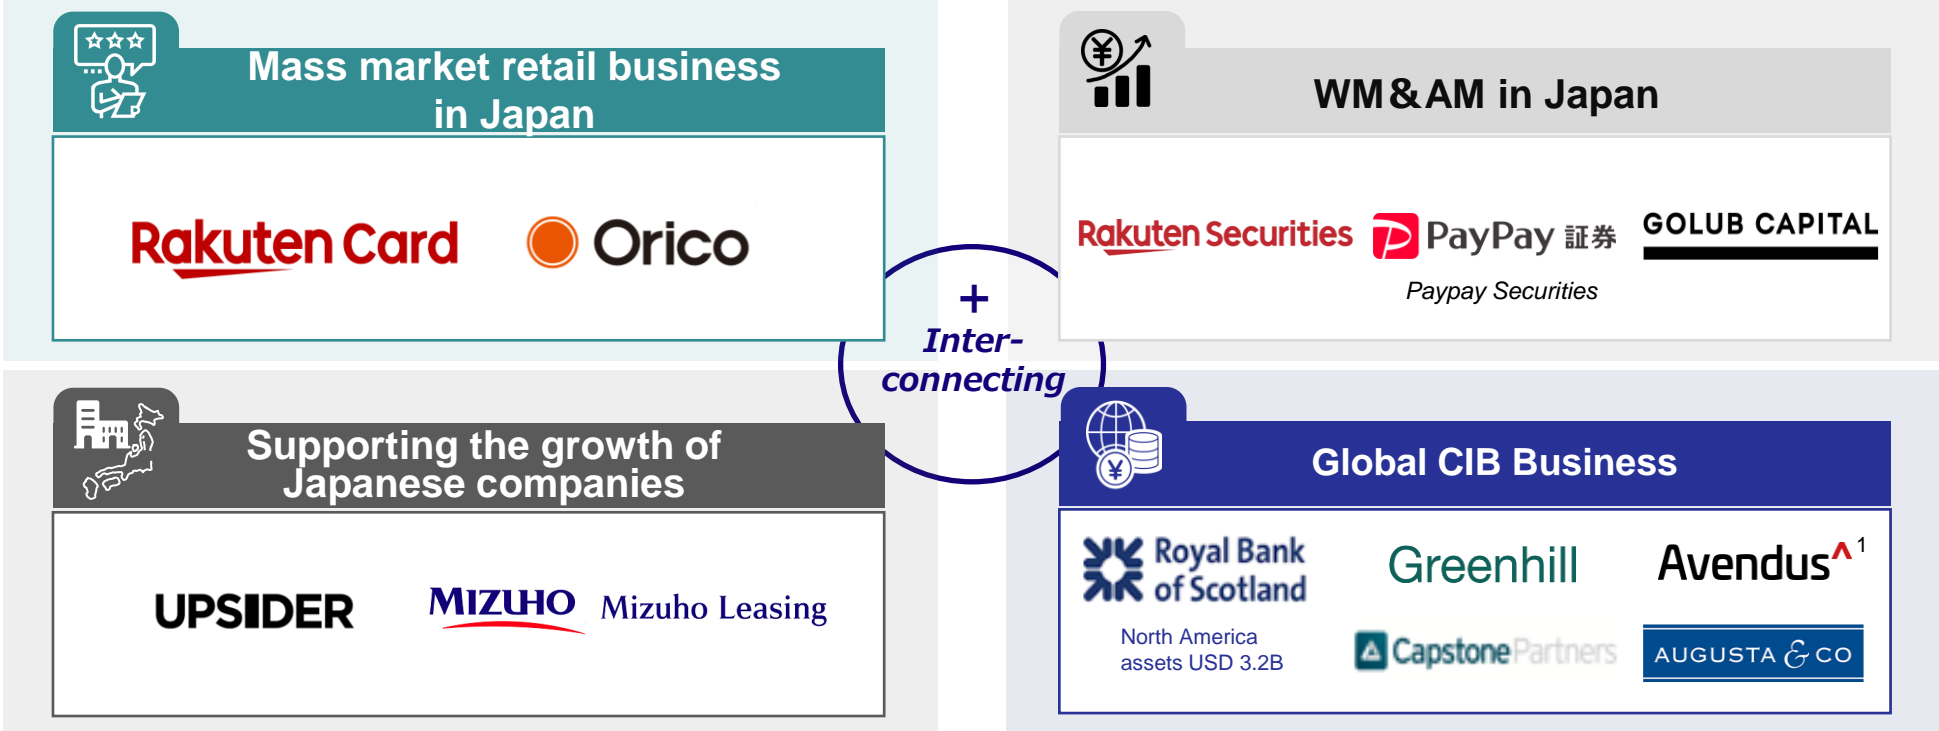 Mass market retail business
in Japan
Rakuten Card
Orico
WM&AM in Japan
Rakuten Securities
PayPay 証券
Paypay Securities
GOLUB CAPITAL
+
Inter-
connecting
Supporting the growth of
Japanese companies
UPSIDER
MIZUHO Mizuho Leasing
Global CIB Business
Royal Bank
of Scotland
North America
assets USD 3.2B
Greenhill
Avendus^1
Capstone Partners
AUGUSTA & CO